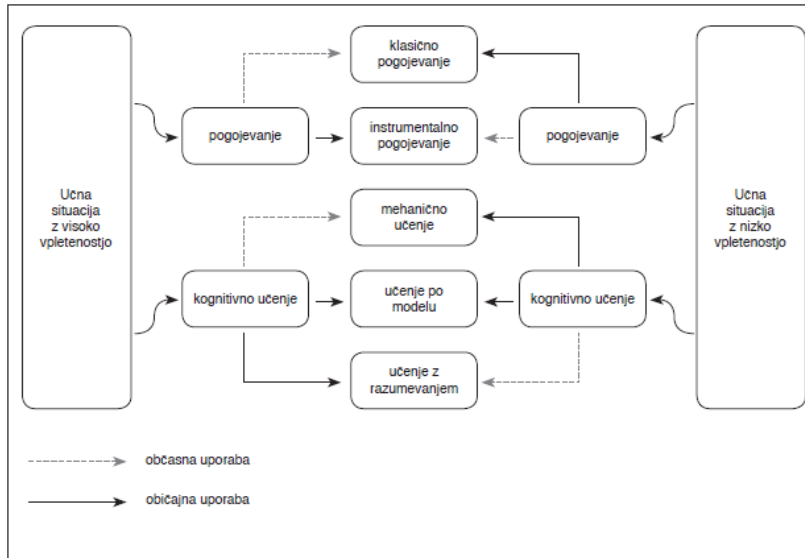 klasično
pogojevanje
pogojevanje
instrumentalno
pogojevanje
pogojevanje
Učna
situacija
z visoko
vpletenostjo
mehanično
učenje
Učna
situacija
z nizko
vpletenostjo
kognitivno učenje
učenje po
modelu
kognitivno učenje
učenje z
razumevanjem
občasna uporaba
običajna uporaba